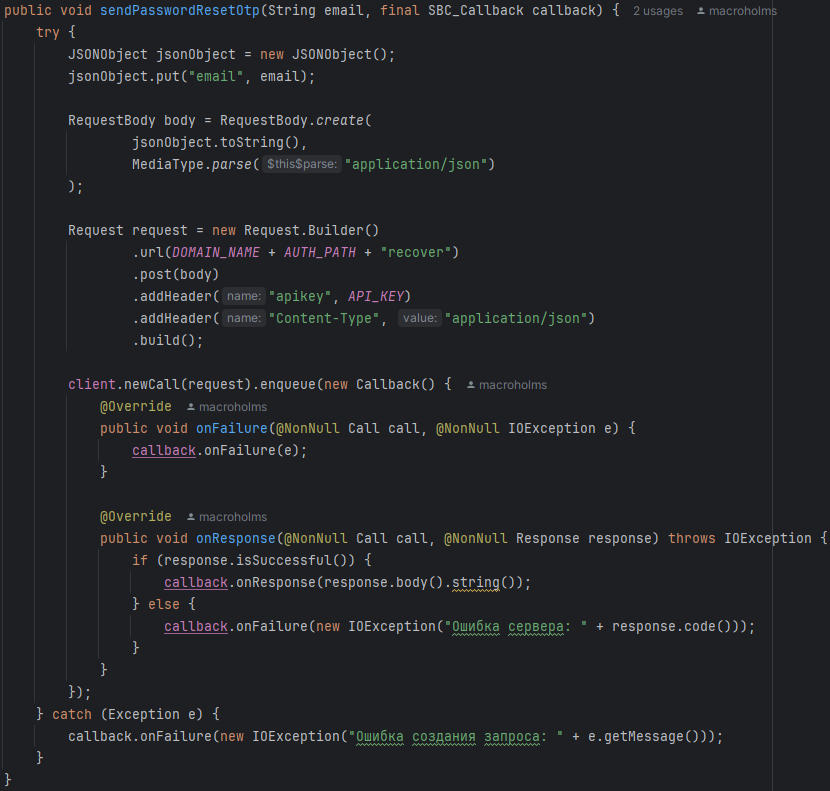 public void sendPasswordResetOtp(String email, final SBC_Callback callback) { 2 usages macroholms
    try {
        JSONObject jsonObject = new JSONObject();
        jsonObject.put("email", email);

        RequestBody body = RequestBody.create(
                jsonObject.toString(),
                MediaType.parse( $this$parse: "application/json")
        );

        Request request = new Request.Builder()
                .url(DOMAIN_NAME + AUTH_PATH + "recover")
                .post(body)
                .addHeader( name: "apikey", API_KEY)
                .addHeader( name: "Content-Type", value: "application/json")
                .build();

        client.newCall(request).enqueue(new Callback() { macroholms
            @Override macroholms
            public void onFailure(@NonNull Call call, @NonNull IOException e) {
                callback.onFailure(e);
            }

            @Override macroholms
            public void onResponse(@NonNull Call call, @NonNull Response response) throws IOException {
                if (response.isSuccessful()) {
                    callback.onResponse(response.body().string());
                } else {
                    callback.onFailure(new IOException("Ошибка сервера: " + response.code()));
                }
            }
        });
    } catch (Exception e) {
        callback.onFailure(new IOException("Ошибка создания запроса: " + e.getMessage()));
    }
}